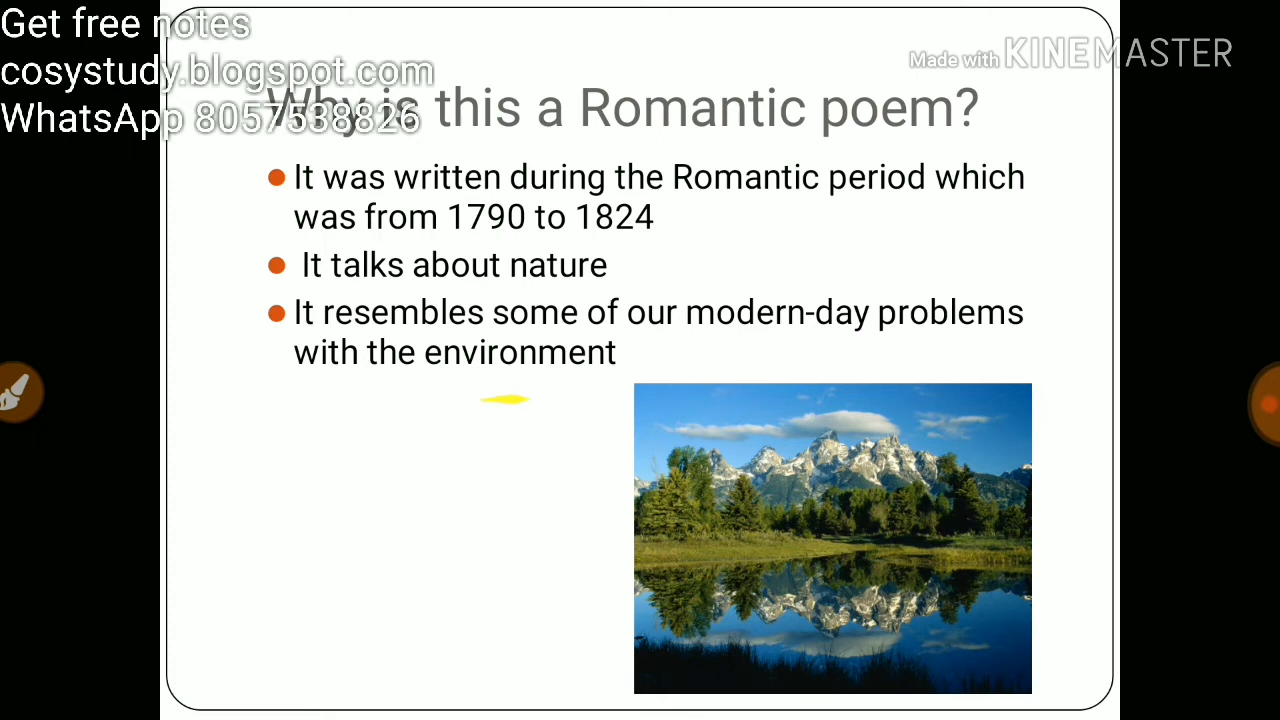 Get free notes
cosystudy.blogspot.com
WhatsApp 8057538826
Made with KINEMASTER
Why is this a Romantic poem?
It was written during the Romantic period which
was from 1790 to 1824
It talks about nature
It resembles some of our modern-day problems
with the environment